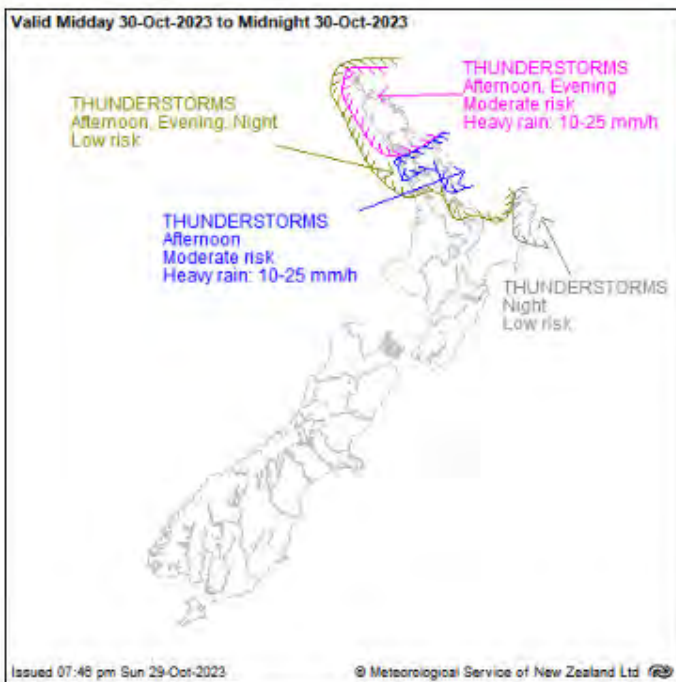 Valid Midday 30-Oct-2023 to Midnight 30-Oct-2023
THUNDERSTORMS
Afternoon, Evening
Moderate risk
Heavy rain: 10-25 mm/h
THUNDERSTORMS
Afternoon, Evening, Night
Low risk
THUNDERSTORMS
Afternoon
Moderate risk
Heavy rain: 10-25 mm/h
THUNDERSTORMS
Night
Low risk
Issued 07:48 pm Sun 29-Oct-2023
© Meteorological Service of New Zealand Ltd